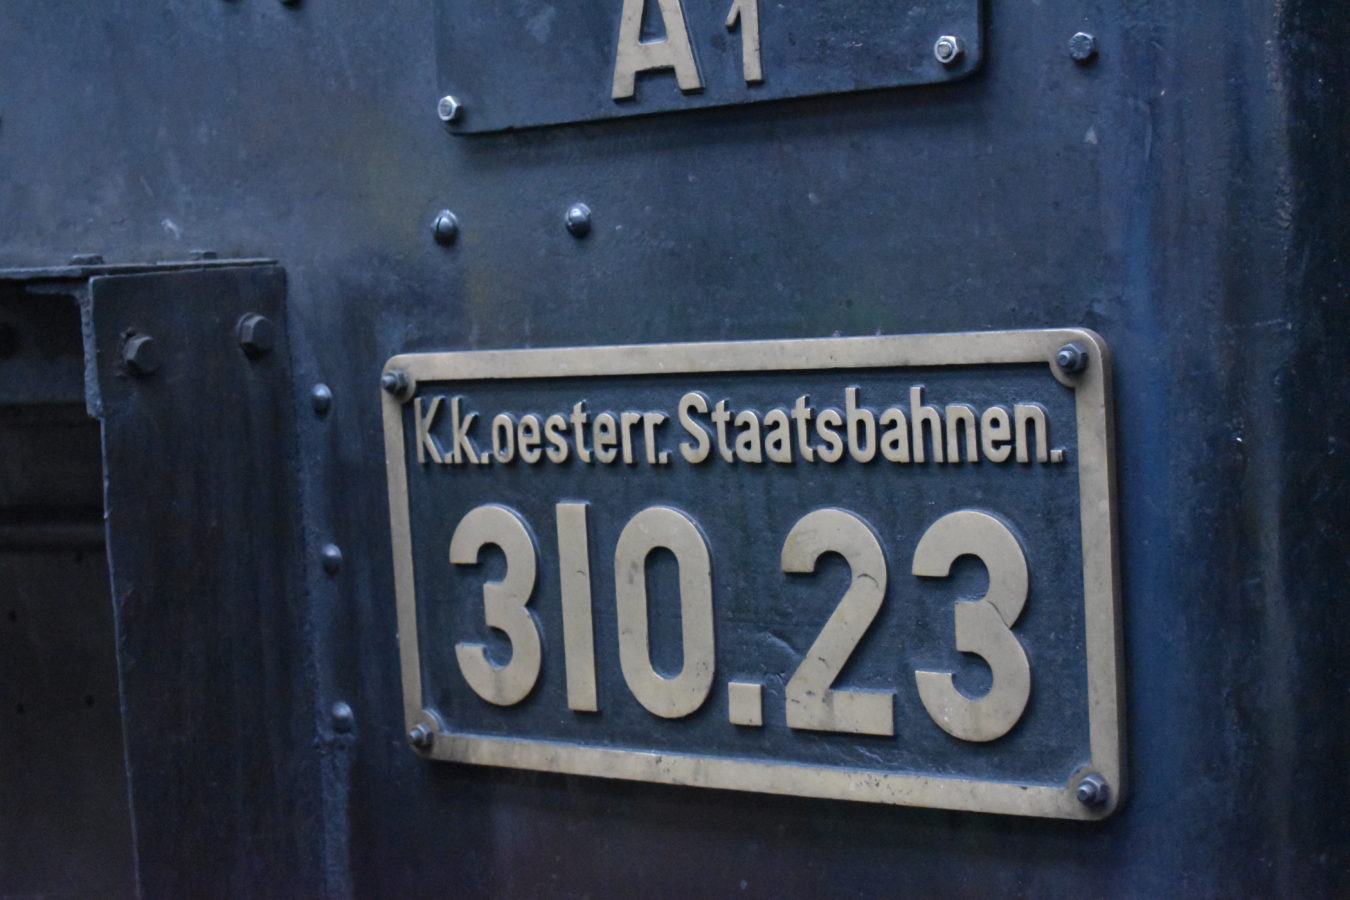 A1
K.k.oesterr. Staatsbahnen.
310.23